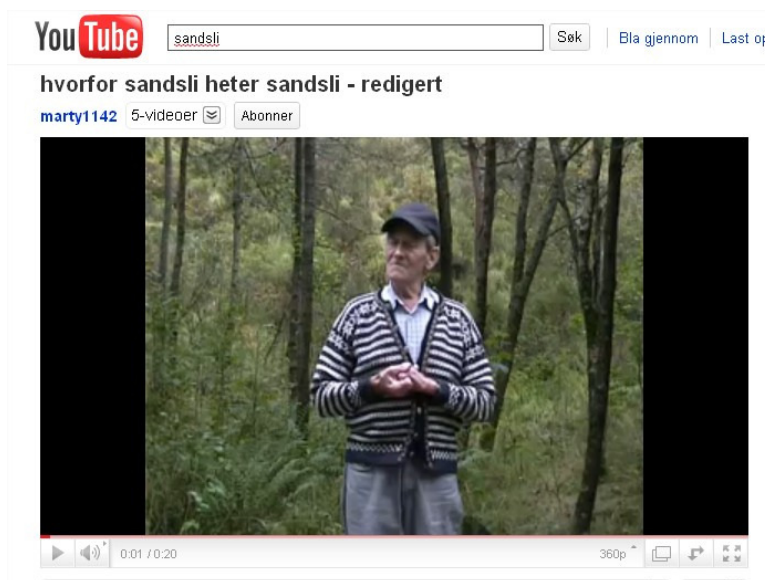 YouTube sandsli Søk Bla gjennom Last op
hvorfor sandsli heter sandsli - redigert
marty1142 5-videoer Abonner
0:01 / 0:20 360p